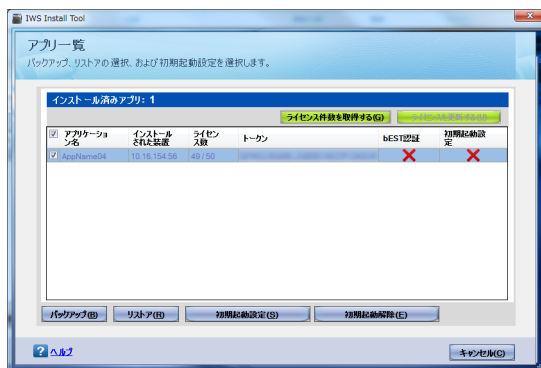 IWS Install Tool
アプリ一覧
バックアップ、リストアの選択、および初期起動設定を選択します。
インストール済みアプリ: 1
ライセンス件数を取得する(G)
アプリケーション名 インストールされた装置 ライセンス数 トークン bEST認証 初期起動設定
AppName04 10.16.154.56 49 / 50
バックアップ(B) リストア(R) 初期起動設定(S) 初期起動解除(E)
ヘルプ キャンセル(C)